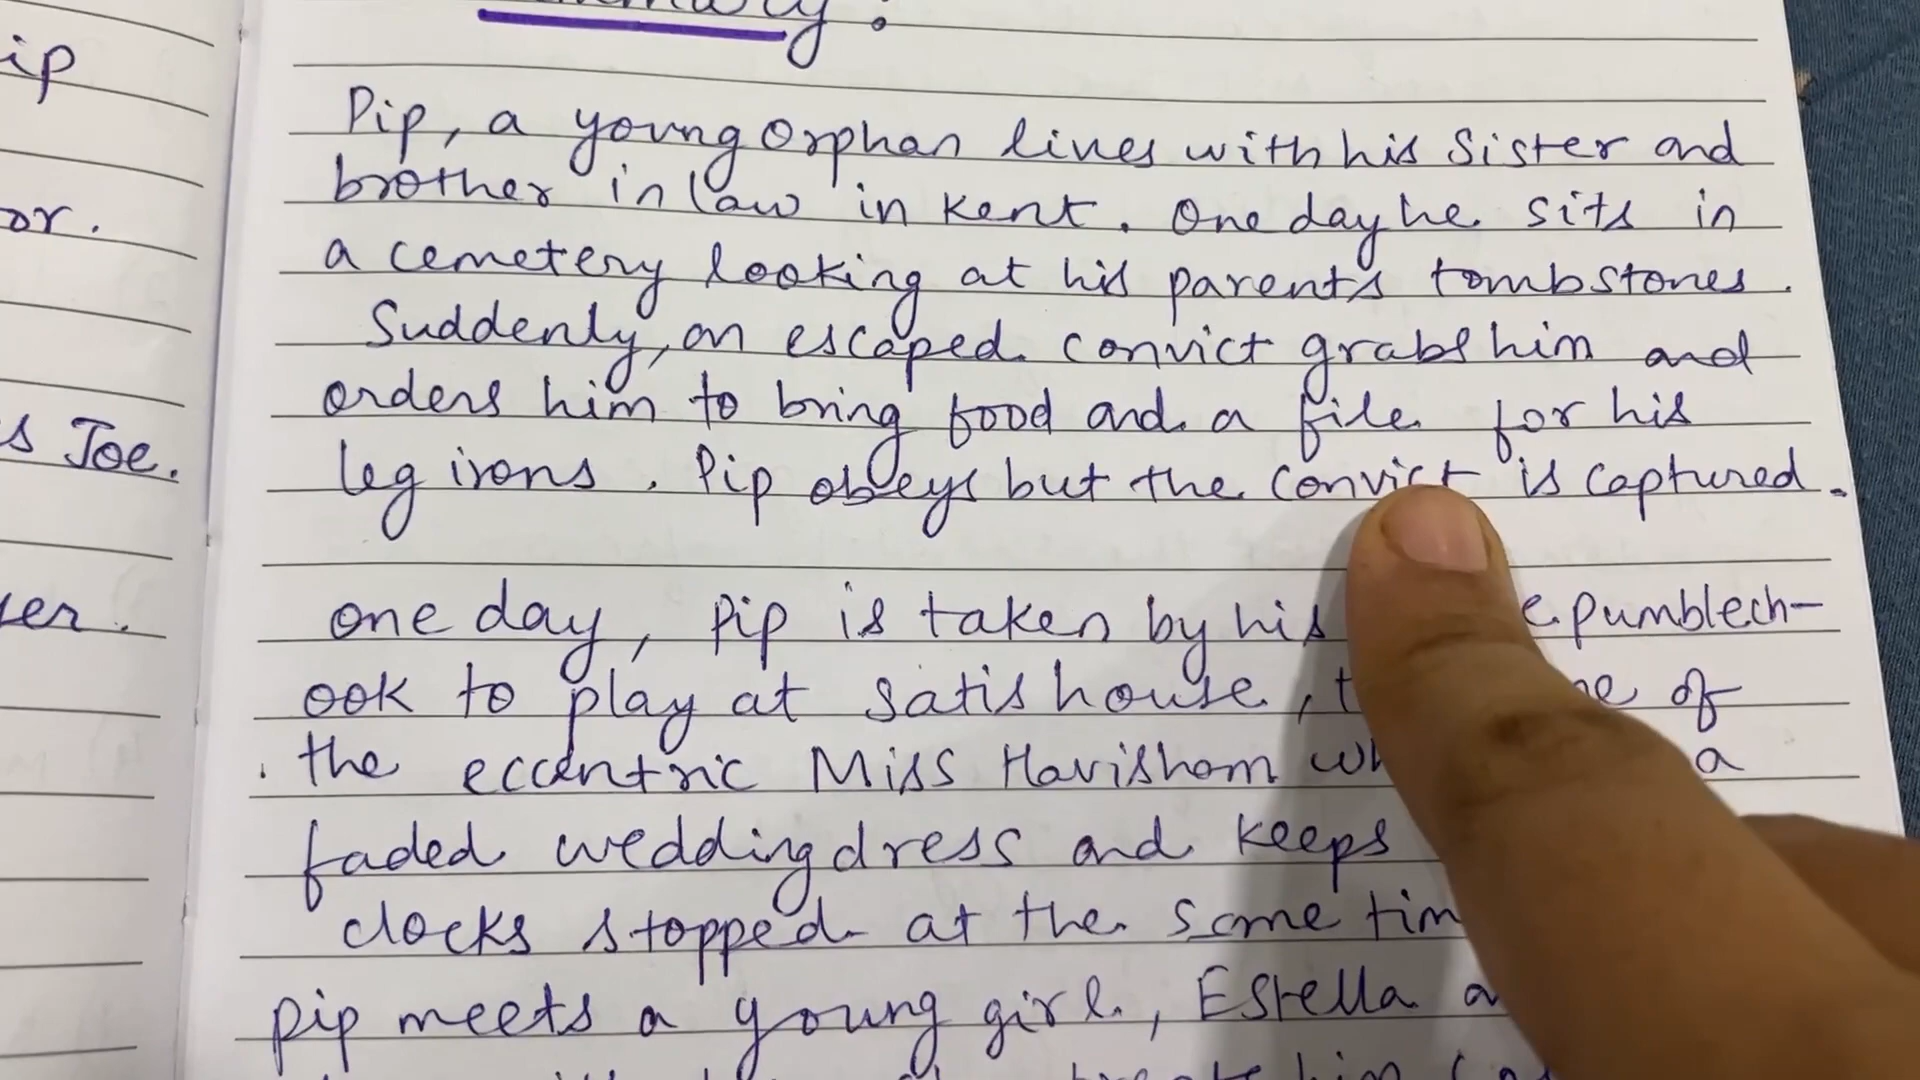 ip
or.
s Joe.
er.
Pip, a young orphan lives with his Sister and
brother in law in Kent. One day he sits in
a cemetery looking at his parents tombstones.
Suddenly, an escaped convict grabs him and
orders him to bring food and a file for his
leg irons. Pip obeys but the convict is captured.
one day, Pip is taken by his pumblech-
ook to play at satis house, of
the eccentric Miss Havisham a
faded wedding dress and keeps
clocks stopped at the same
pip meets a young girl, Estella
him